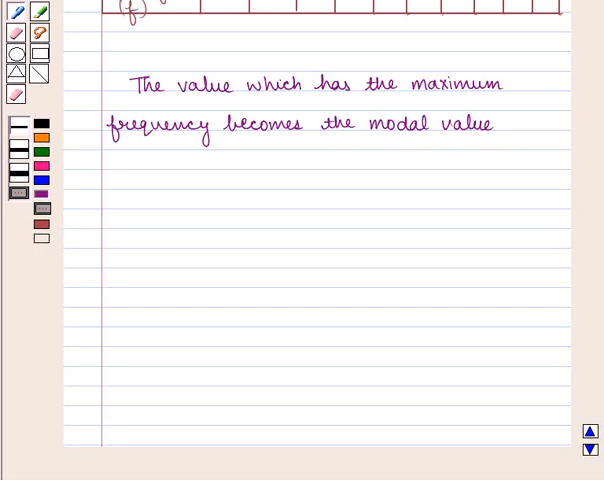 (f)
The value which has the maximum
frequency becomes the modal value